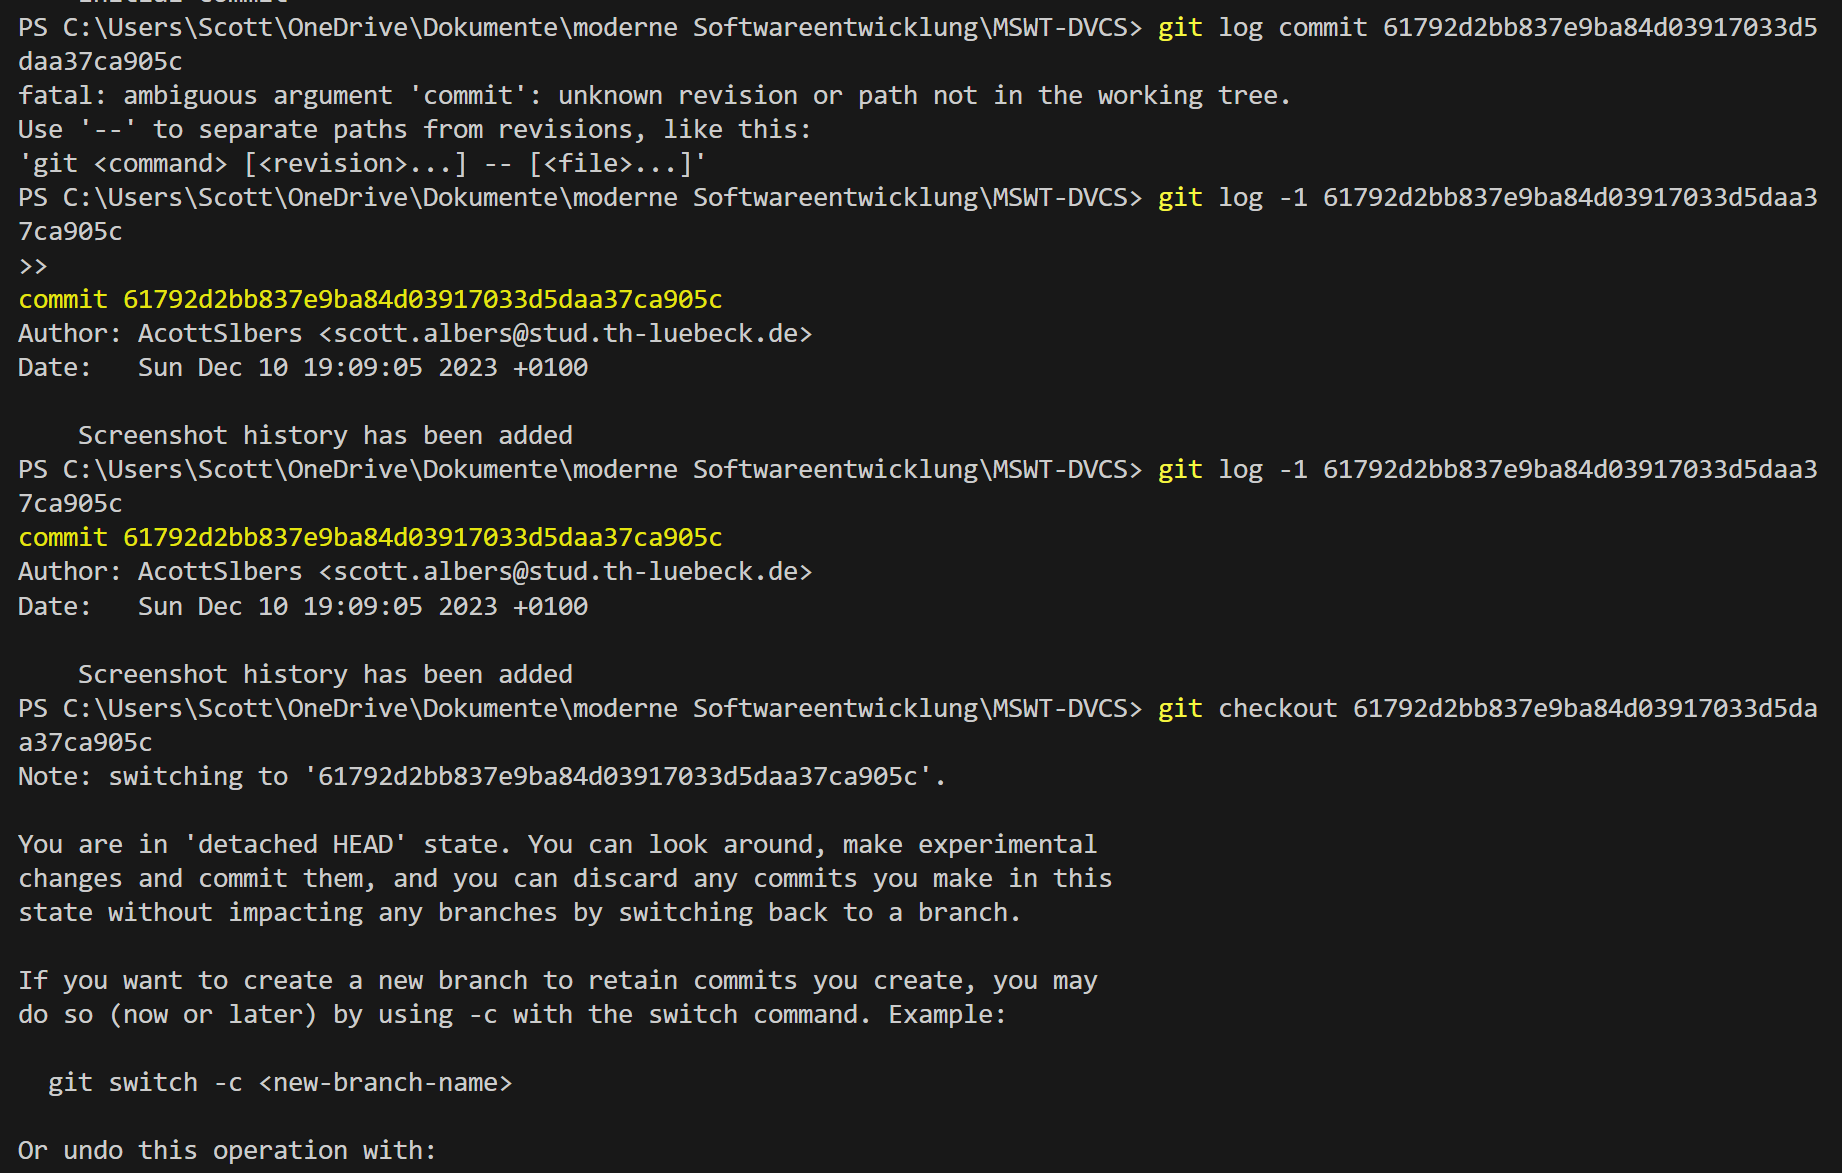 initial commit
PS C:\Users\Scott\OneDrive\Dokumente\moderne Softwareentwicklung\MSWT-DVCS> git log commit 61792d2bb837e9ba84d03917033d5
daa37ca905c
fatal: ambiguous argument 'commit': unknown revision or path not in the working tree.
Use '--' to separate paths from revisions, like this:
'git <command> [<revision>...] -- [<file>...]'
PS C:\Users\Scott\OneDrive\Dokumente\moderne Softwareentwicklung\MSWT-DVCS> git log -1 61792d2bb837e9ba84d03917033d5daa3
7ca905c
>>
commit 61792d2bb837e9ba84d03917033d5daa37ca905c
Author: AcottSlbers <scott.albers@stud.th-luebeck.de>
Date:   Sun Dec 10 19:09:05 2023 +0100

    Screenshot history has been added
PS C:\Users\Scott\OneDrive\Dokumente\moderne Softwareentwicklung\MSWT-DVCS> git log -1 61792d2bb837e9ba84d03917033d5daa3
7ca905c
commit 61792d2bb837e9ba84d03917033d5daa37ca905c
Author: AcottSlbers <scott.albers@stud.th-luebeck.de>
Date:   Sun Dec 10 19:09:05 2023 +0100

    Screenshot history has been added
PS C:\Users\Scott\OneDrive\Dokumente\moderne Softwareentwicklung\MSWT-DVCS> git checkout 61792d2bb837e9ba84d03917033d5da
a37ca905c
Note: switching to '61792d2bb837e9ba84d03917033d5daa37ca905c'.

You are in 'detached HEAD' state. You can look around, make experimental
changes and commit them, and you can discard any commits you make in this
state without impacting any branches by switching back to a branch.

If you want to create a new branch to retain commits you create, you may
do so (now or later) by using -c with the switch command. Example:

  git switch -c <new-branch-name>

Or undo this operation with: